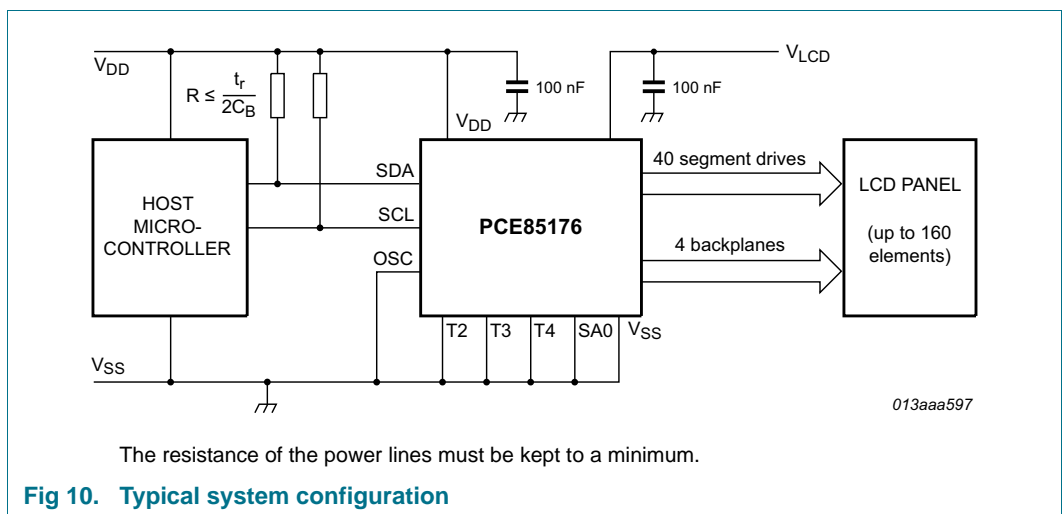 VDD
R ≤ tr
2CB
100 nF
VLCD
100 nF
VDD
HOST
MICRO-
CONTROLLER
SDA
SCL
OSC
PCE85176
40 segment drives
4 backplanes
LCD PANEL
(up to 160
elements)
T2 T3 T4 SA0 VSS
VSS
013aaa597
The resistance of the power lines must be kept to a minimum.
Fig 10. Typical system configuration